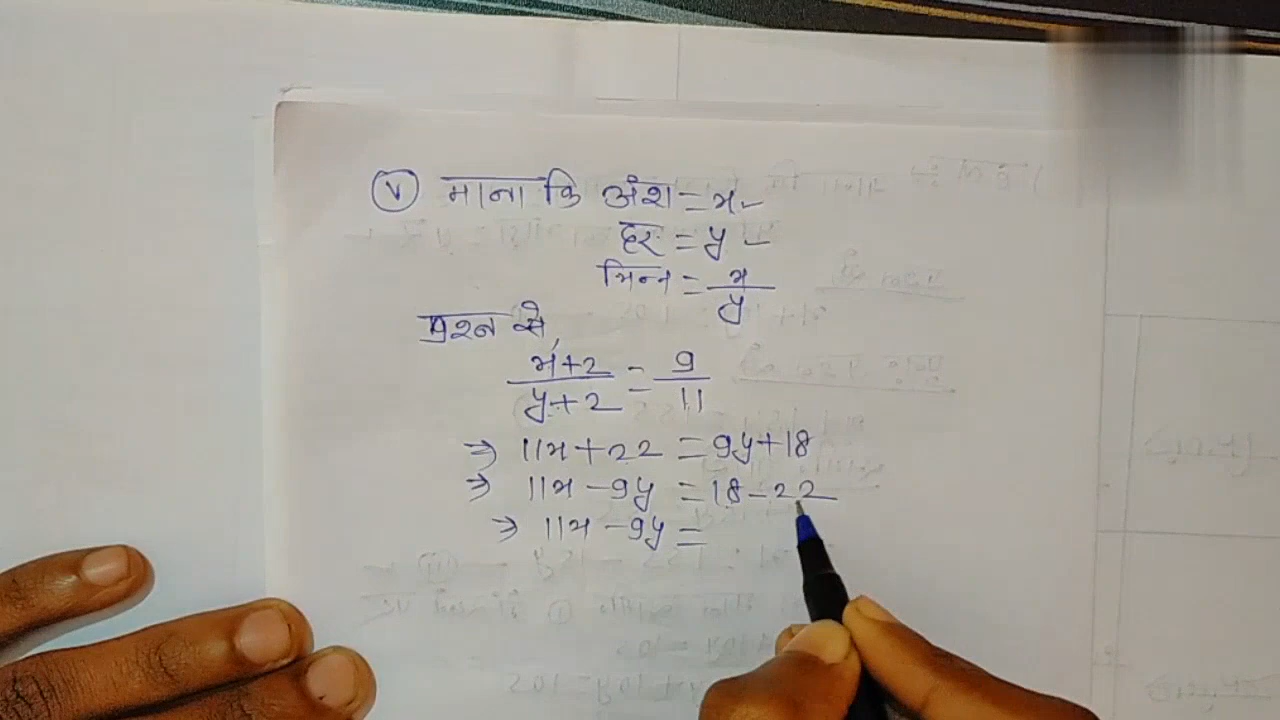 (v) माना कि अंश = x
हर = y
भिन्न = x/y
प्रश्न से,
x+2/y+2 = 9/11
⇒ 11x+22 = 9y+18
⇒ 11x-9y = 18-22
⇒ 11x-9y =